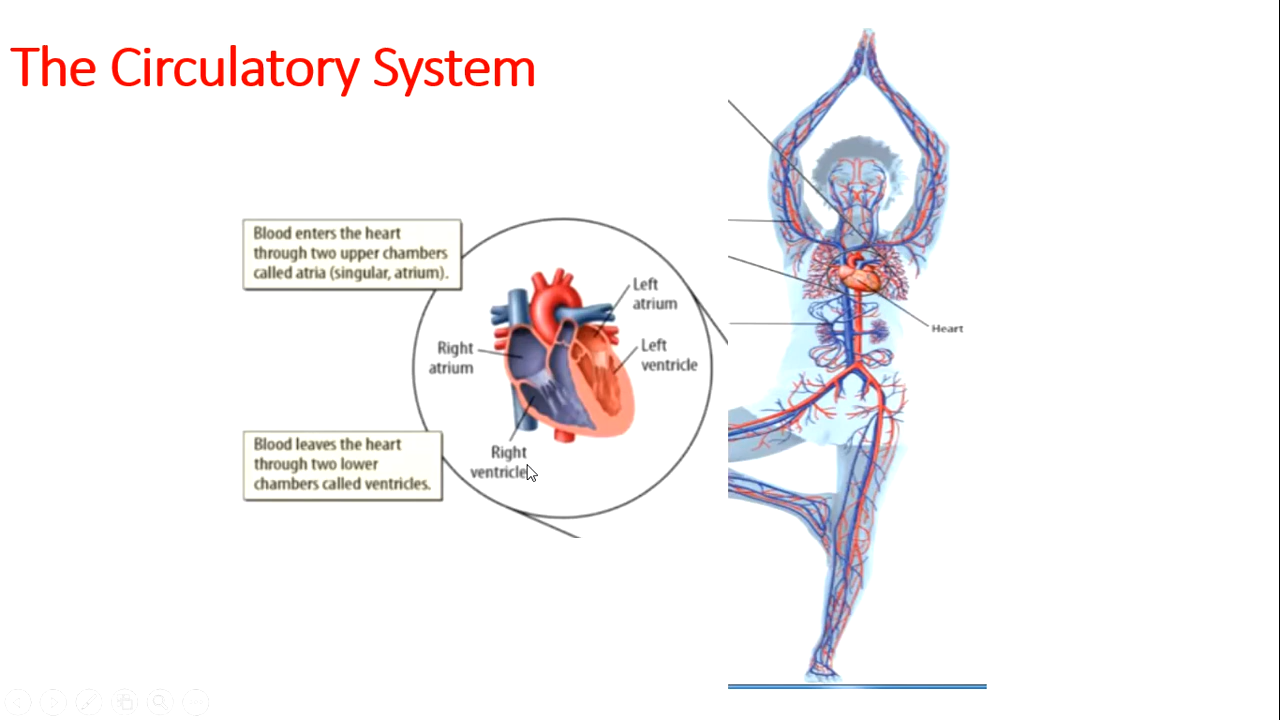 The Circulatory System
Blood enters the heart
through two upper chambers
called atria (singular, atrium).
Left
atrium
Right
atrium
Left
ventricle
Heart
Blood leaves the heart
through two lower
chambers called ventricles.
Right
ventricle